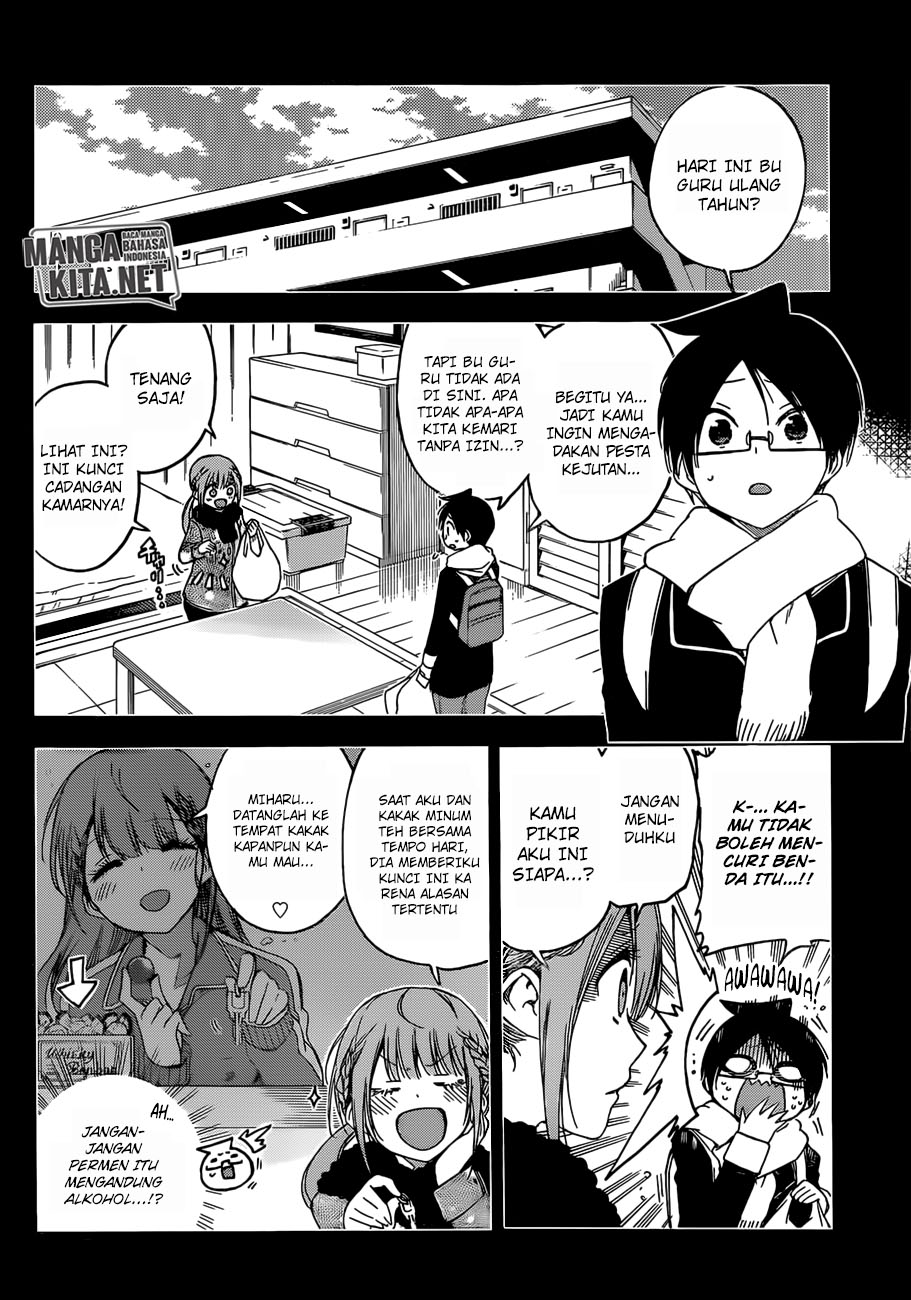 HARI INI BU
GURU ULANG
TAHUN?
MANGA
KITA.NET
BACA MANGA
BAHASA
INDONESIA
BEGITU YA...
JADI KAMU
INGIN MENGA-
DAKAN PESTA
KEJUTAN...
TAPI BU GU-
RU TIDAK ADA
DI SINI. APA
TIDAK APA-APA
KITA KEMARI
TANPA IZIN...?
TENANG
SAJA!
LIHAT INI?
INI KUNCI
CADANGAN
KAMARNYA!
K-... KA-
MU TIDAK
BOLEH MEN-
CURI BEN-
DA ITU...!!
AWAWAWA!
JANGAN
MENU-
DUHKU
KAMU
PIKIR
AKU INI
SIAPA...?
SAAT AKU DAN
KAKAK MINUM
TEH BERSAMA
TEMPO HARI,
DIA MEMBERIKU
KUNCI INI KA
RENA ALASAN
TERTENTU
MIHARU...
DATANGLAH KE
TEMPAT KAKAK
KAPANPUN KA-
MU MAU...
♡
AH...
JANGAN-
JANGAN
PERMEN ITU
MENGANDUNG
ALKOHOL...!?